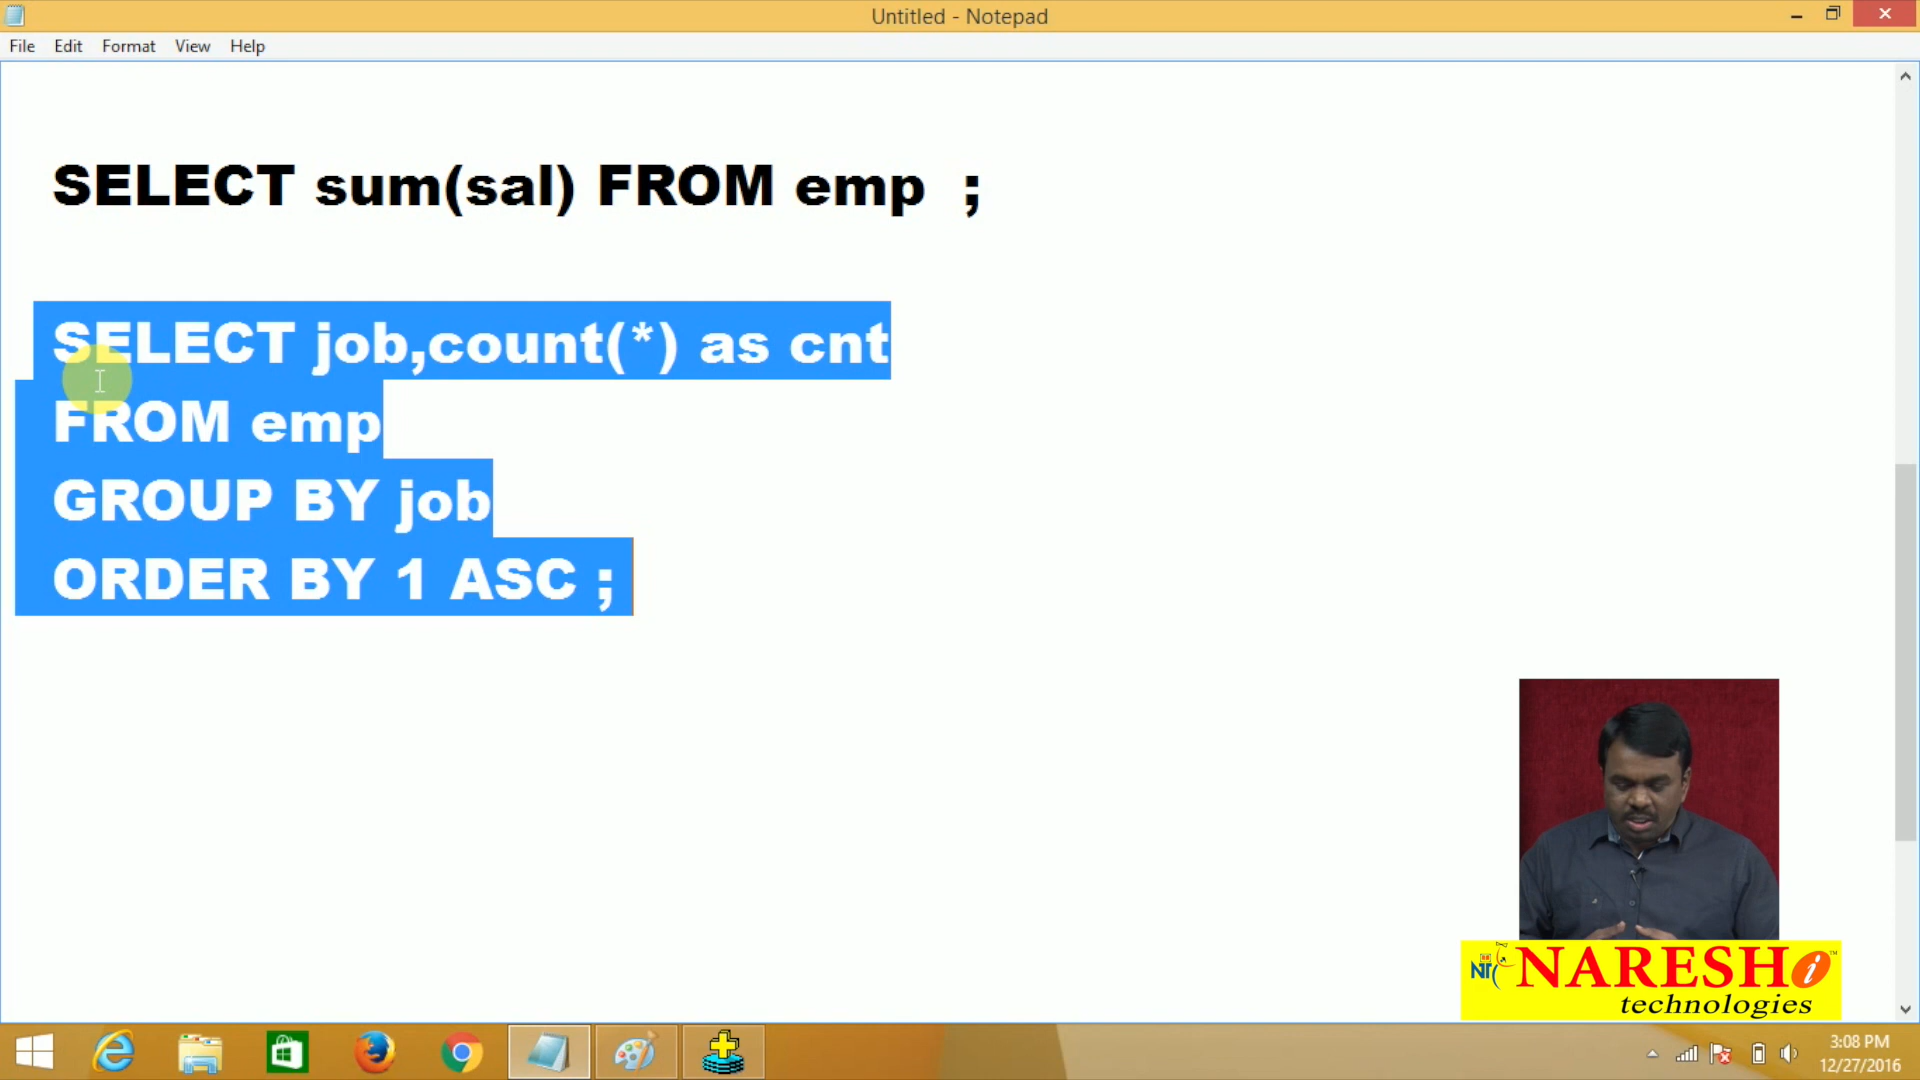 Untitled - Notepad
File Edit Format View Help
SELECT sum(sal) FROM emp  ;
SELECT job,count(*) as cnt
FROM emp
GROUP BY job
ORDER BY 1 ASC ;
NARESH i
technologies
3:08 PM
12/27/2016